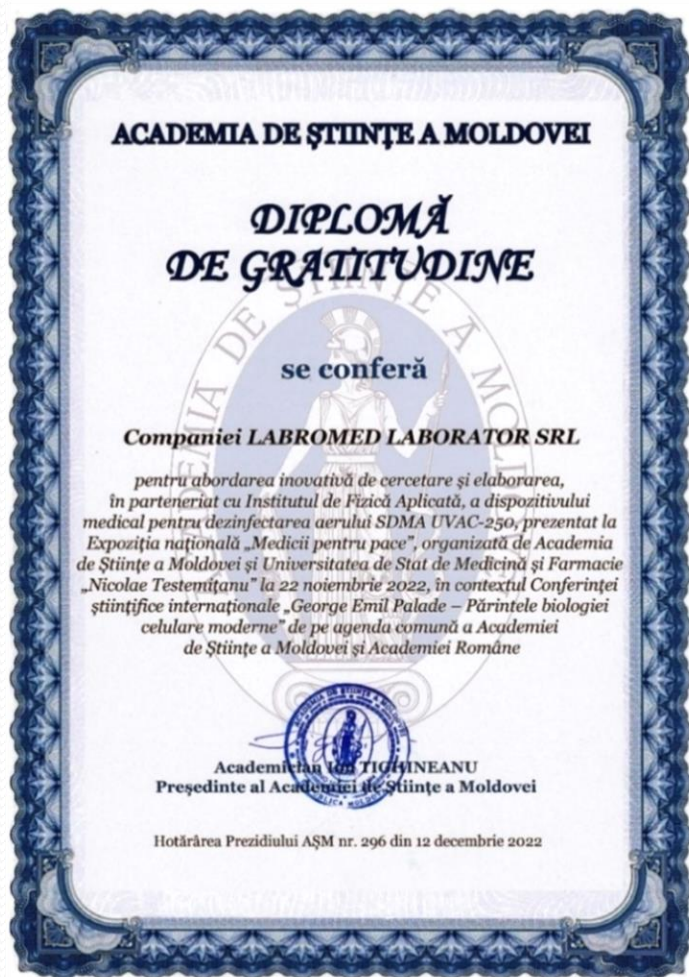 ACADEMIA DE ȘTIINȚE A MOLDOVEI
DIPLOMĂ
DE GRATITUDINE
ACADEMIA DE ȘTIINȚE A MOLDOVEI
se conferă
Companiei LABROMED LABORATOR SRL
pentru abordarea inovativă de cercetare și elaborarea,
în parteneriat cu Institutul de Fizică Aplicată, a dispozitivului
medical pentru dezinfectarea aerului SDMA UVAC-250, prezentat la
Expoziția națională „Medicii pentru pace”, organizată de Academia
de Științe a Moldovei și Universitatea de Stat de Medicină și Farmacie
„Nicolae Testemițanu” la 22 noiembrie 2022, în contextul Conferinței
științifice internaționale „George Emil Palade – Părintele biologiei
celulare moderne” de pe agenda comună a Academiei
de Științe a Moldovei și Academiei Române
Academician Ion TIGHINEANU
Președinte al Academiei de Științe a Moldovei
Hotărârea Prezidiului AȘM nr. 296 din 12 decembrie 2022